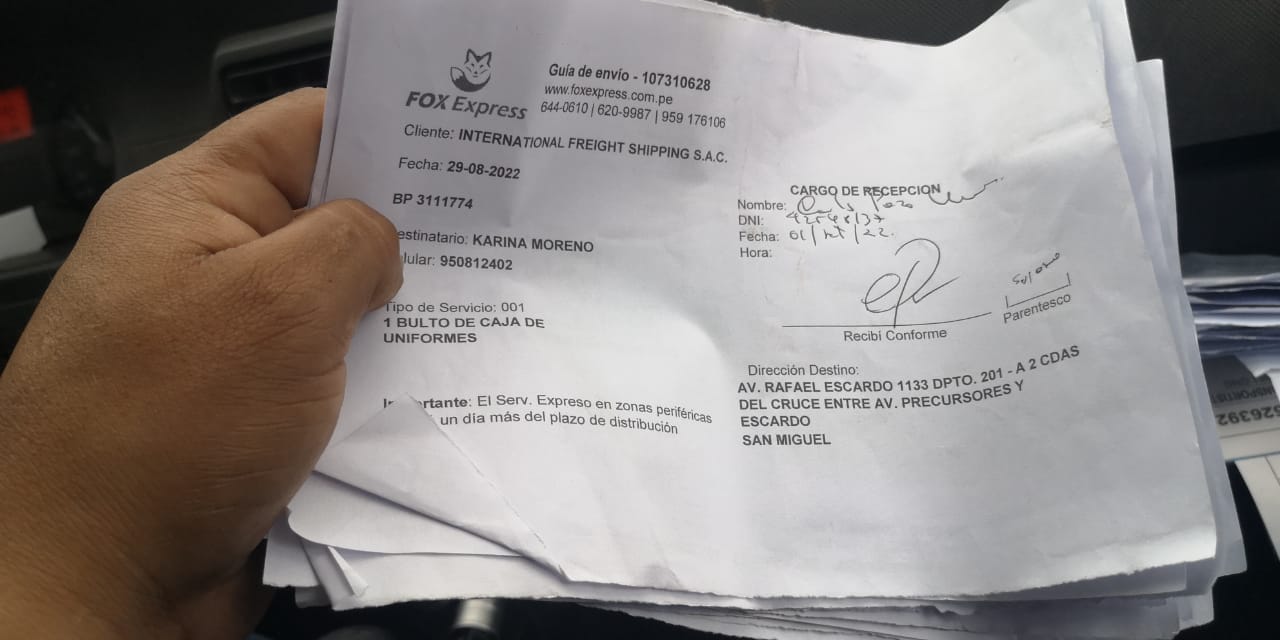 FOX Express
Guía de envío - 107310628
www.foxexpress.com.pe
644-0610 | 620-9987 | 959 176106
Cliente: INTERNATIONAL FREIGHT SHIPPING S.A.C.
Fecha: 29-08-2022
BP 3111774
estinatario: KARINA MORENO
lular: 950812402
Tipo de Servicio: 001
1 BULTO DE CAJA DE
UNIFORMES
Importante: El Serv. Expreso en zonas periféricas
un día más del plazo de distribución
CARGO DE RECEPCION
Nombre:
DNI:
Fecha: 01/
/22.
Hora:
Recibí Conforme
Parentesco
Dirección Destino:
AV. RAFAEL ESCARDO 1133 DPTO. 201 - A 2 CDAS
DEL CRUCE ENTRE AV. PRECURSORES Y
ESCARDO
SAN MIGUEL